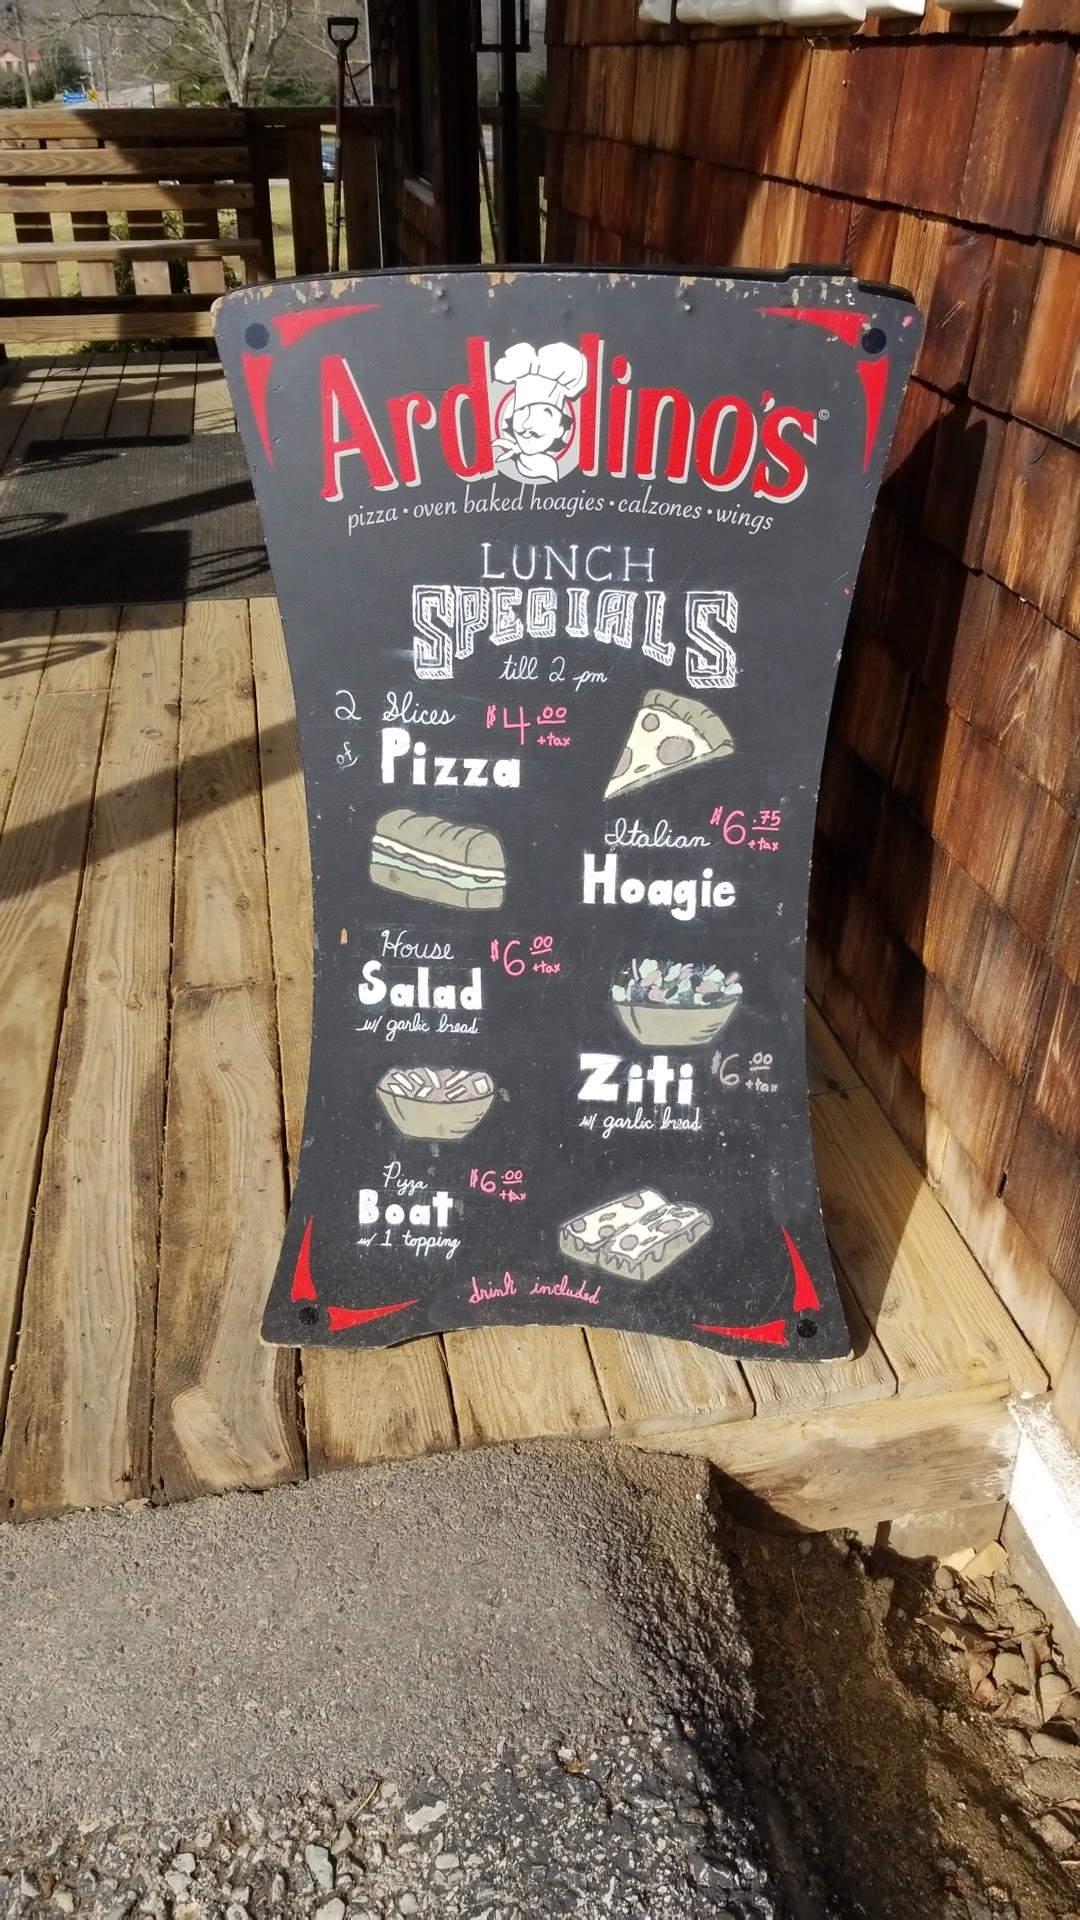 Ardolino's©
pizza • oven baked hoagies • calzones • wings
LUNCH
SPECIALS
till 2 pm
2 Slices $4.00
of Pizza +tax
Italian $6.75
Hoagie +tax
House $6.00
Salad +tax
w/ garlic bread
Ziti $6.00
+tax
w/ garlic bread
Pizza $6.00
Boat +tax
w/ 1 topping
drink included